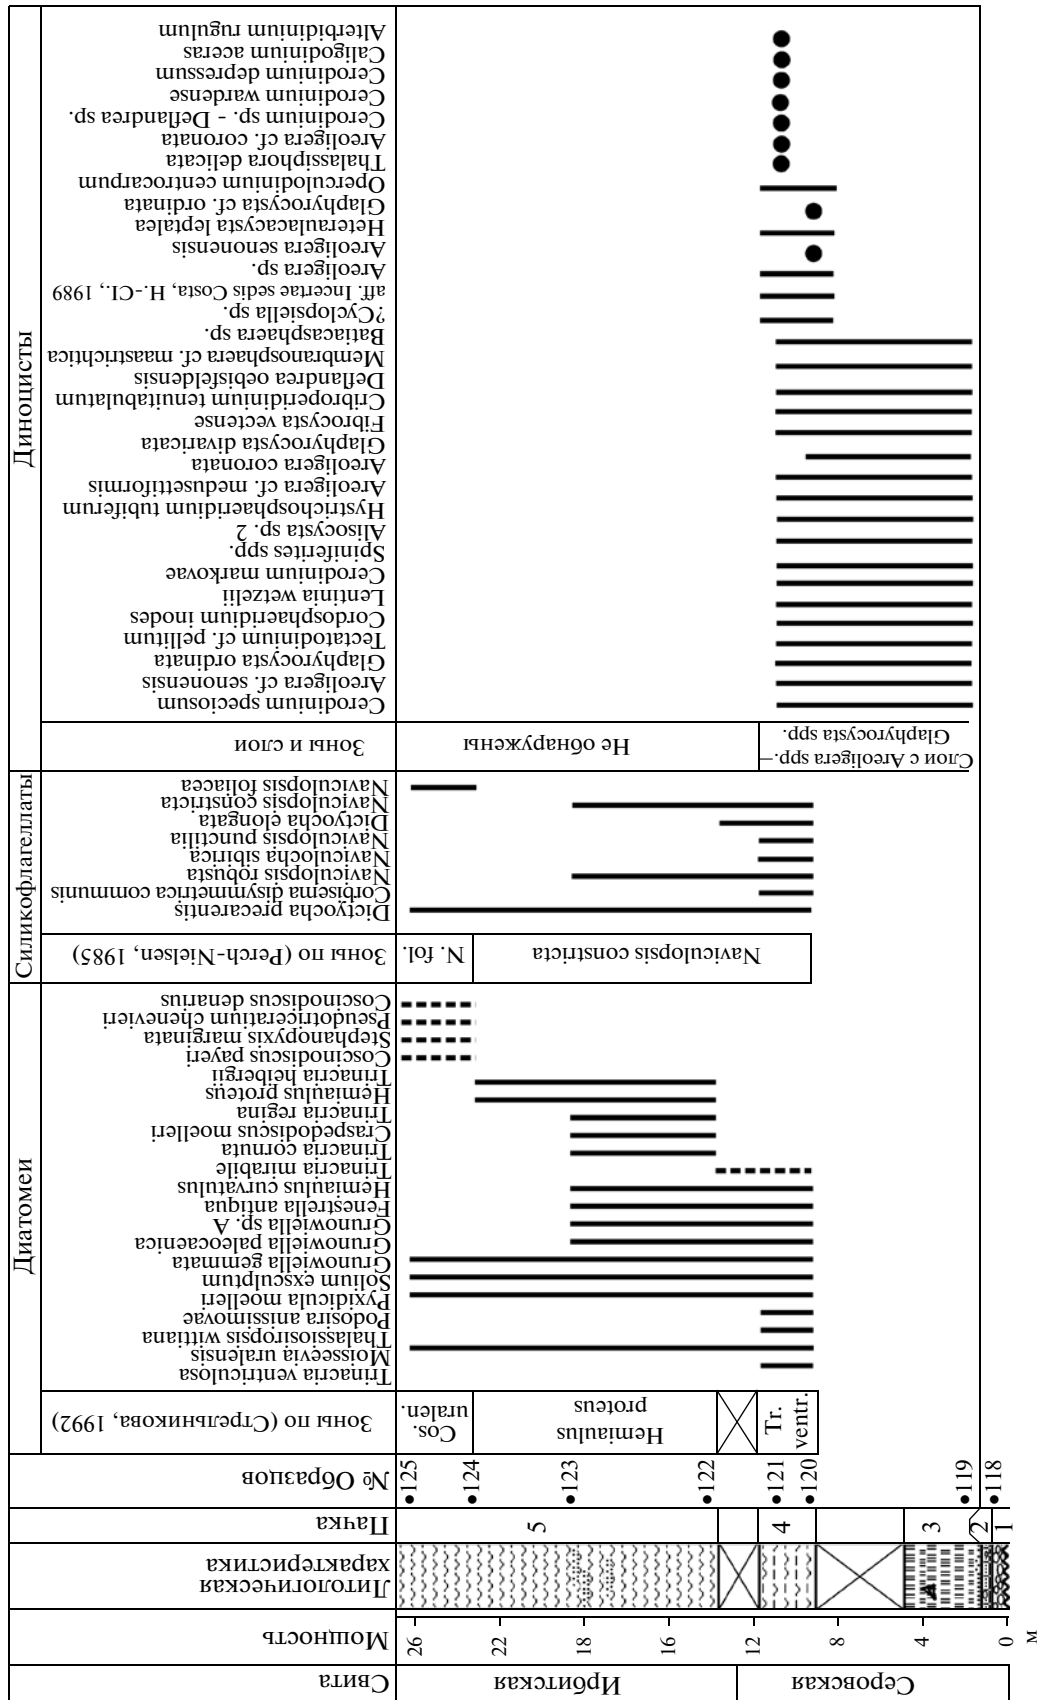 Свита
Ирбитская
Серовская
Мощность
26
22
18
16
12
8
4
0
м
Литологическая
характеристика
Пачка
5
4
3
2
1
№ Образцов
•125
•124
•123
•122
•121
•120
•119
•118
Диатомеи
Зоны по (Стрельникова, 1992)
Cos.
uralen.
Hemiaulus
proteus
Tr.
ventr.
Trinacria ventriculosa
Moisseevia uralensis
Thalassiosiropsis wittiana
Podosira anissimovae
Pyxidicula moelleri
Solium exsculptum
Grunowiella gemmata
Grunowiella paleocaenica
Grunowiella sp. A
Fenestrella antiqua
Hemiaulus curvatulus
Trinacria mirabile
Trinacria cornuta
Craspedodiscus moelleri
Trinacria regina
Hemiaulus proteus
Trinacria heibergii
Coscinodiscus payeri
Stephanopyxis marginata
Pseudotriceratium chenevieri
Coscinodiscus denarius
Силикофлагеллаты
Зоны по (Perch-Nielsen, 1985)
N. fol.
Naviculopsis constricta
Dictyocha precarentis
Corbisema disymmetrica communis
Naviculopsis robusta
Naviculocha sibirica
Naviculopsis punctilia
Dictyocha elongata
Naviculopsis constricta
Naviculopsis foliacea
Диноцисты
Зоны и слои
Не обнаружены
Слои с Areoligera spp.–
Glaphyrocysta spp.
Cerodinium speciosum
Areoligera cf. senonensis
Glaphyrocysta ordinata
Tectatodinium cf. pellitum
Cordosphaeridium inodes
Lentinia wetzelii
Cerodinium markovae
Spiniferites spp.
Alisocysta sp. 2
Hystrichosphaeridium tubiferum
Areoligera cf. medusettiformis
Areoligera coronata
Glaphyrocysta divaricata
Fibrocysta vectense
Cribroperidinium tenuitabulatum
Deflandrea oebisfeldensis
Membranosphaera cf. maastrichtica
Batiacasphaera sp.
?Cyclopsiella sp.
aff. Incertae sedis Costa, H.-Cl., 1989
Areoligera sp.
Areoligera senonensis
Heteraulacacysta leptalea
Glaphyrocysta cf. ordinata
Operculodinium centrocarpum
Thalassiphora delicata
Areoligera cf. coronata
Cerodinium sp. - Deflandrea sp.
Cerodinium wardense
Cerodinium depressum
Caligodinium aceras
Alterbidinium rugulum